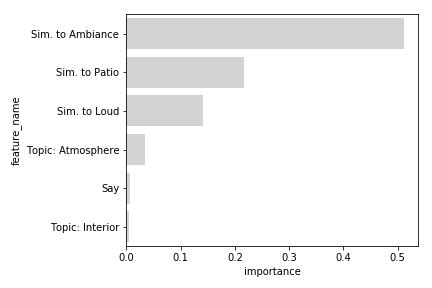 feature_name
Sim. to Ambiance
Sim. to Patio
Sim. to Loud
Topic: Atmosphere
Say
Topic: Interior
0.0 0.1 0.2 0.3 0.4 0.5
importance